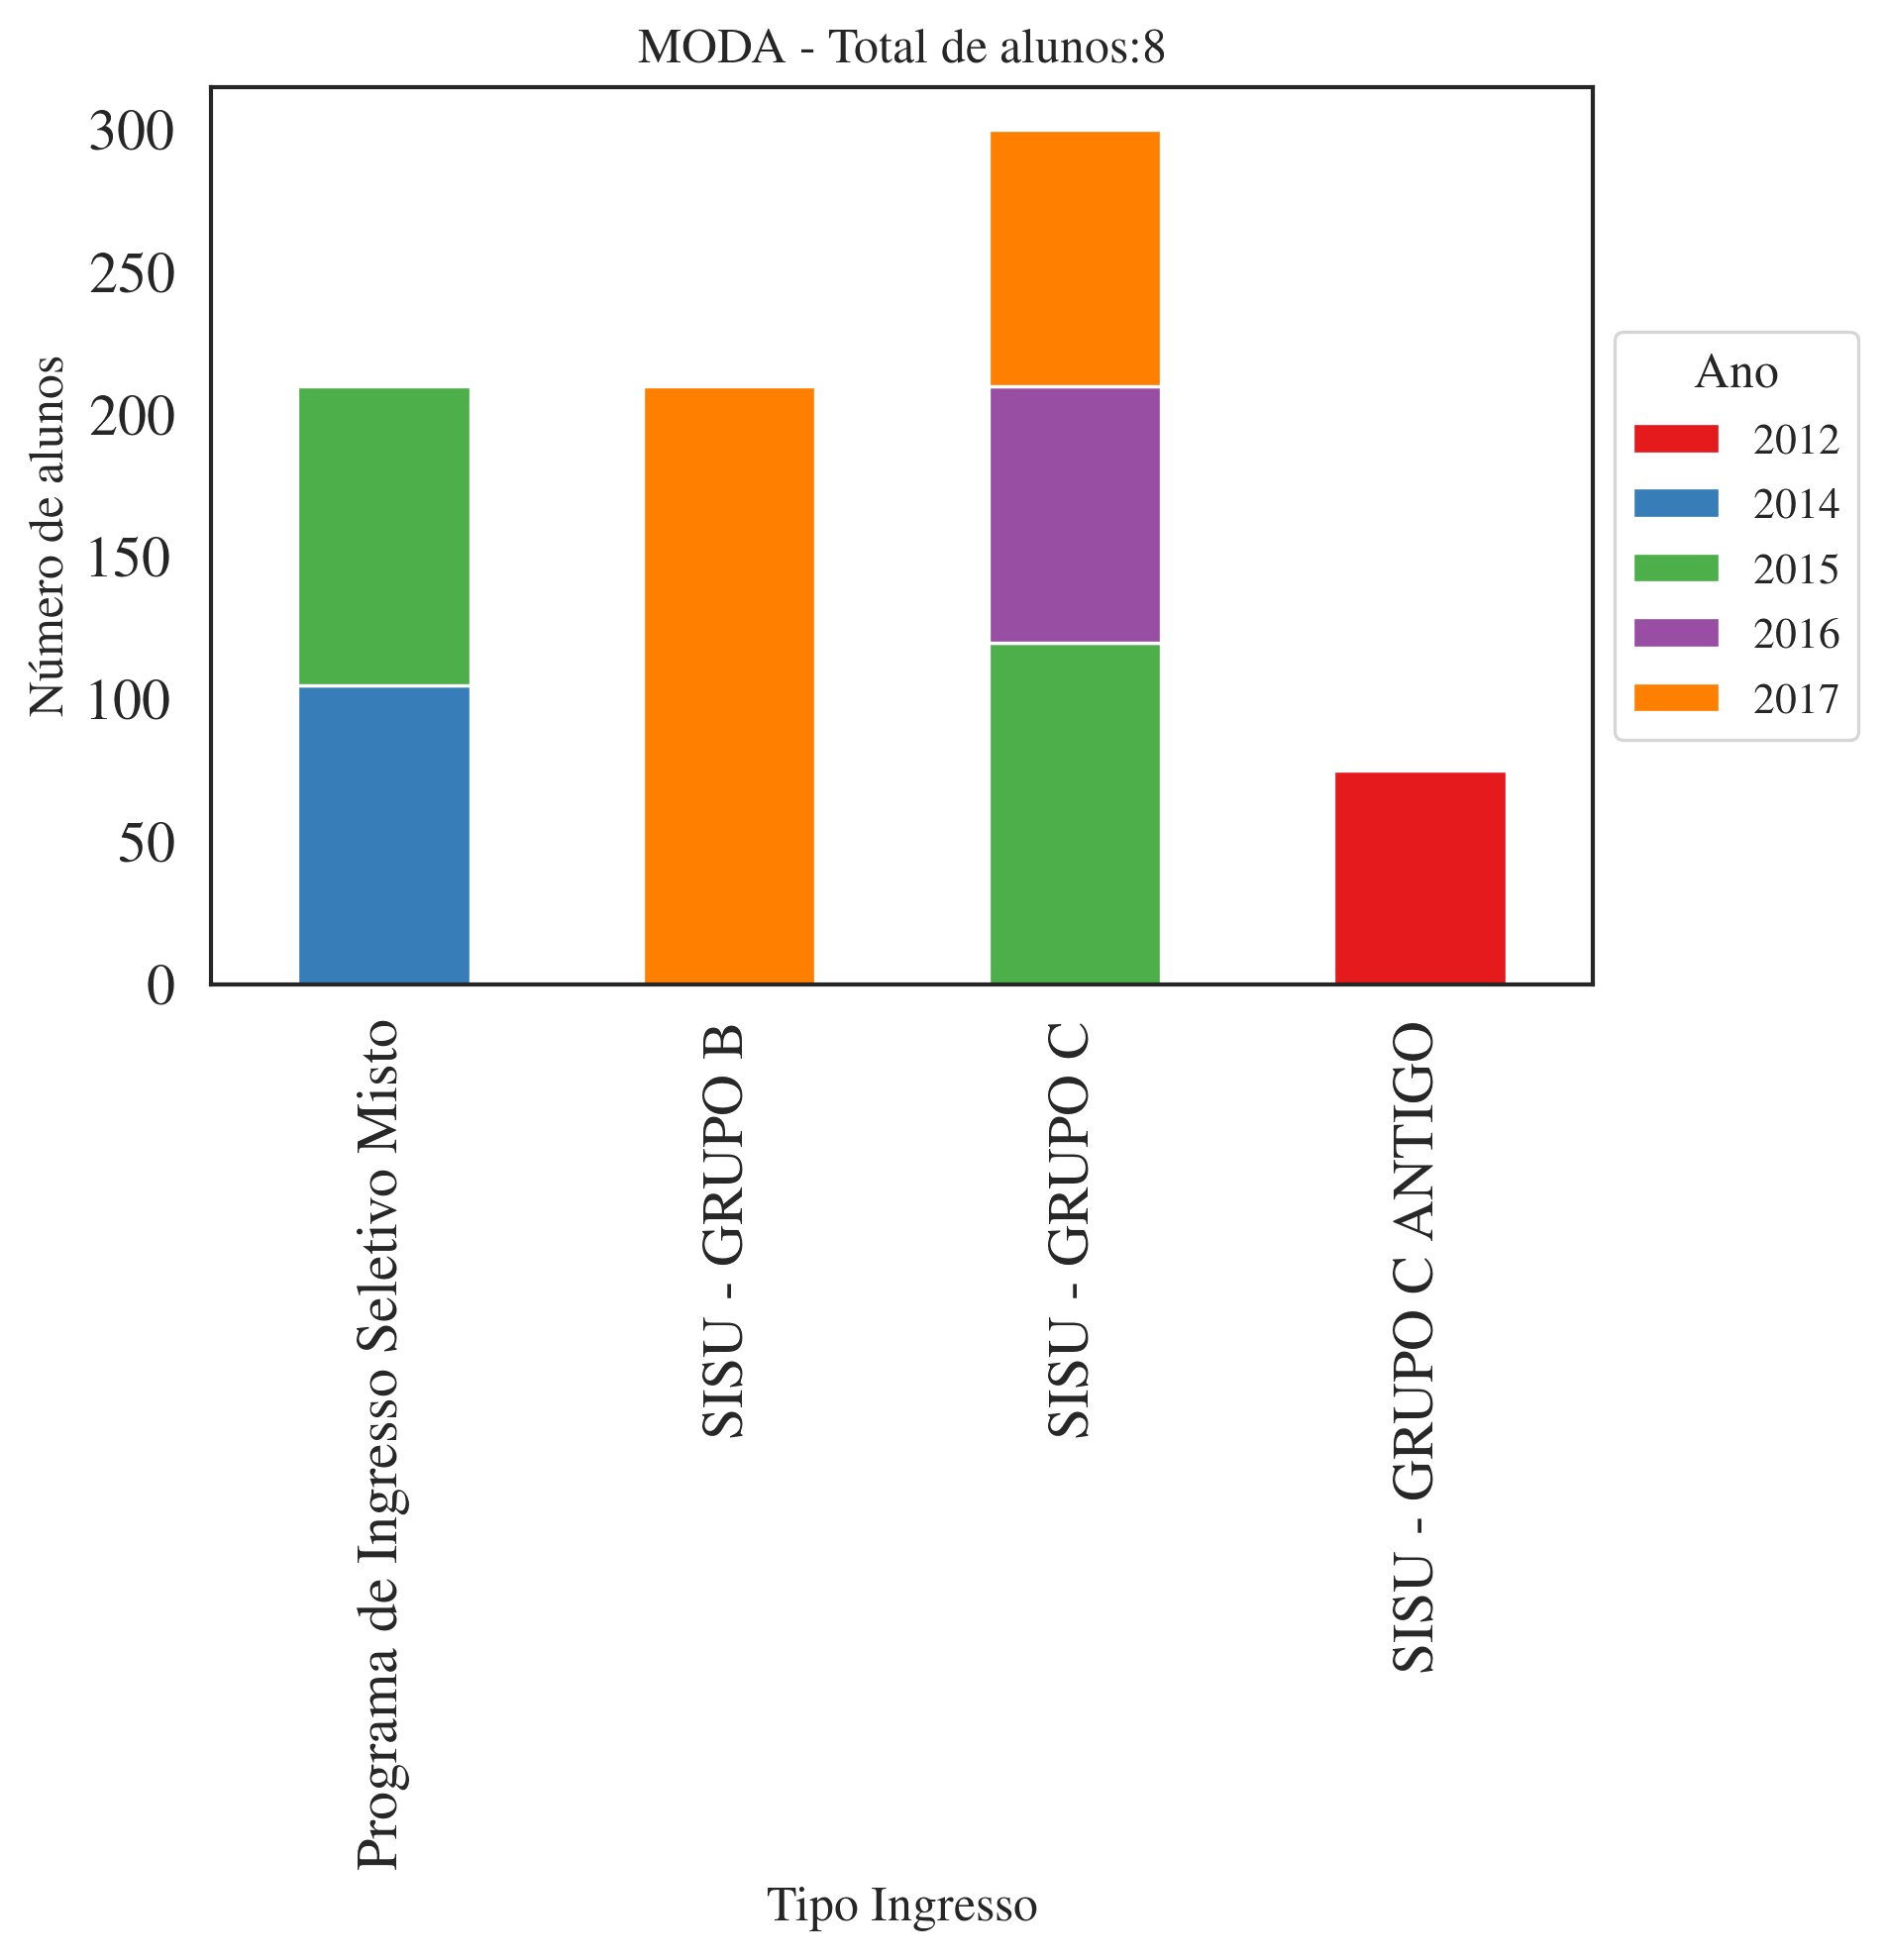 MODA - Total de alunos:8
Número de alunos
300
250
200
150
100
50
0
Programa de Ingresso Seletivo Misto
SISU - GRUPO B
SISU - GRUPO C
SISU - GRUPO C ANTIGO
Tipo Ingresso
Ano
2012
2014
2015
2016
2017